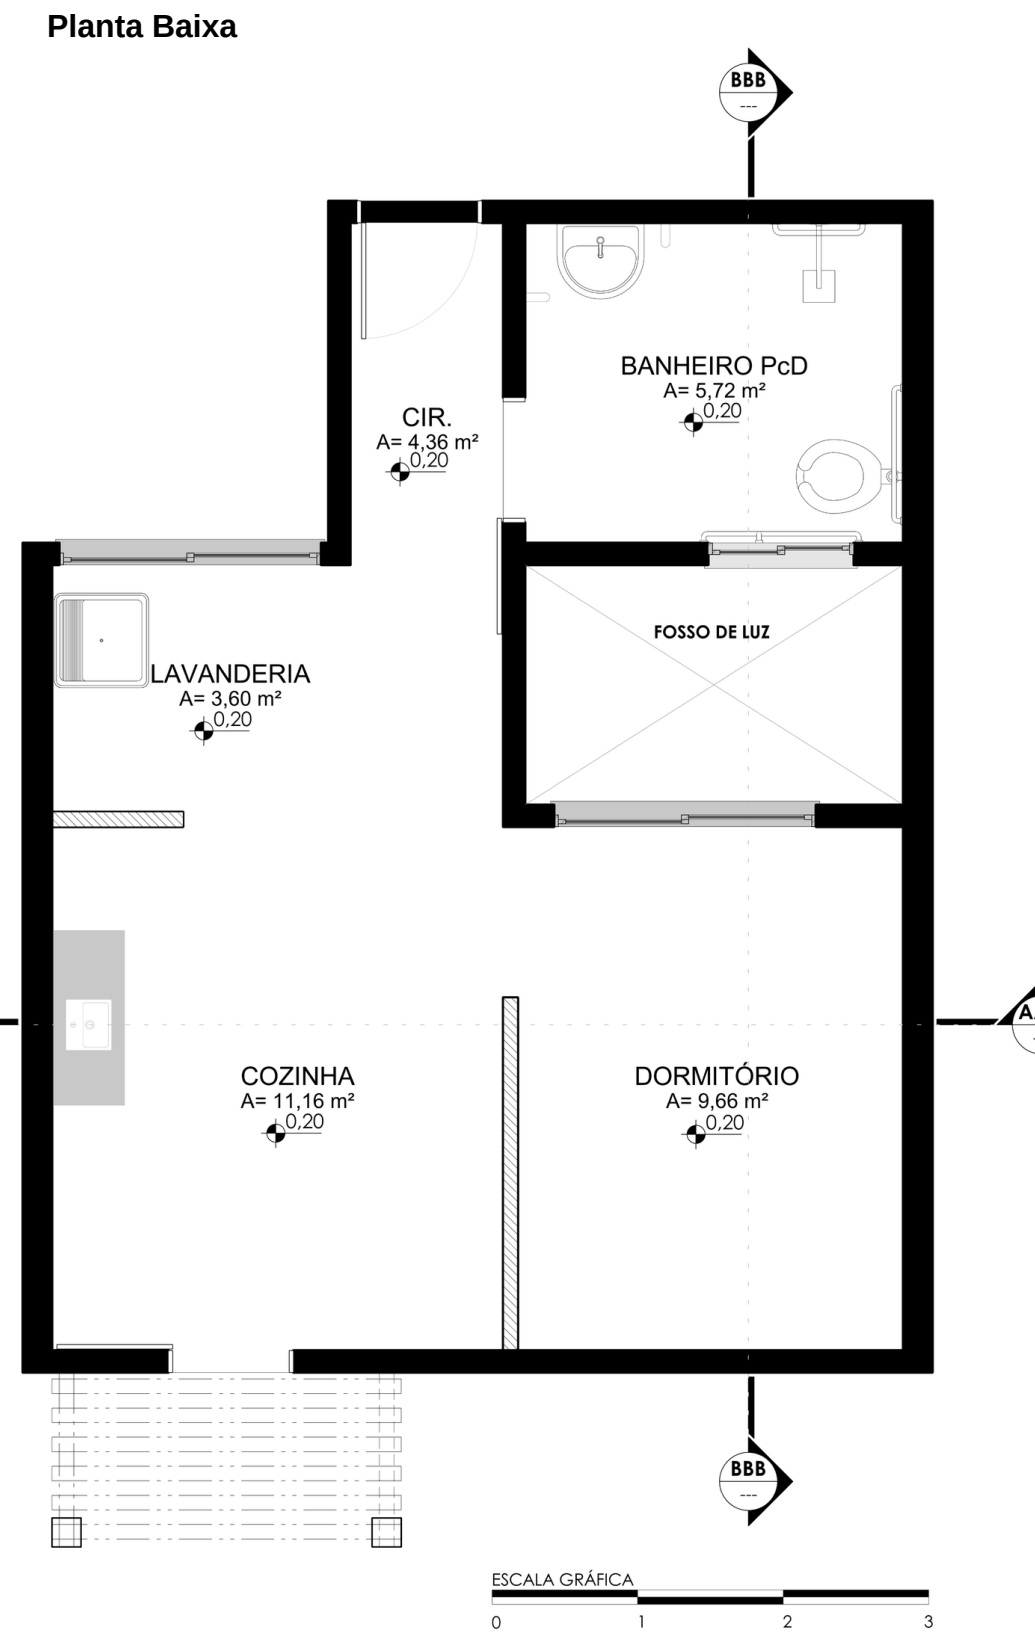 Planta Baixa
BBB
---
BANHEIRO PcD
A= 5,72 m²
0,20
CIR.
A= 4,36 m²
0,20
FOSSO DE LUZ
LAVANDERIA
A= 3,60 m²
0,20
COZINHA
A= 11,16 m²
0,20
DORMITÓRIO
A= 9,66 m²
0,20
BBB
---
ESCALA GRÁFICA
0 1 2 3